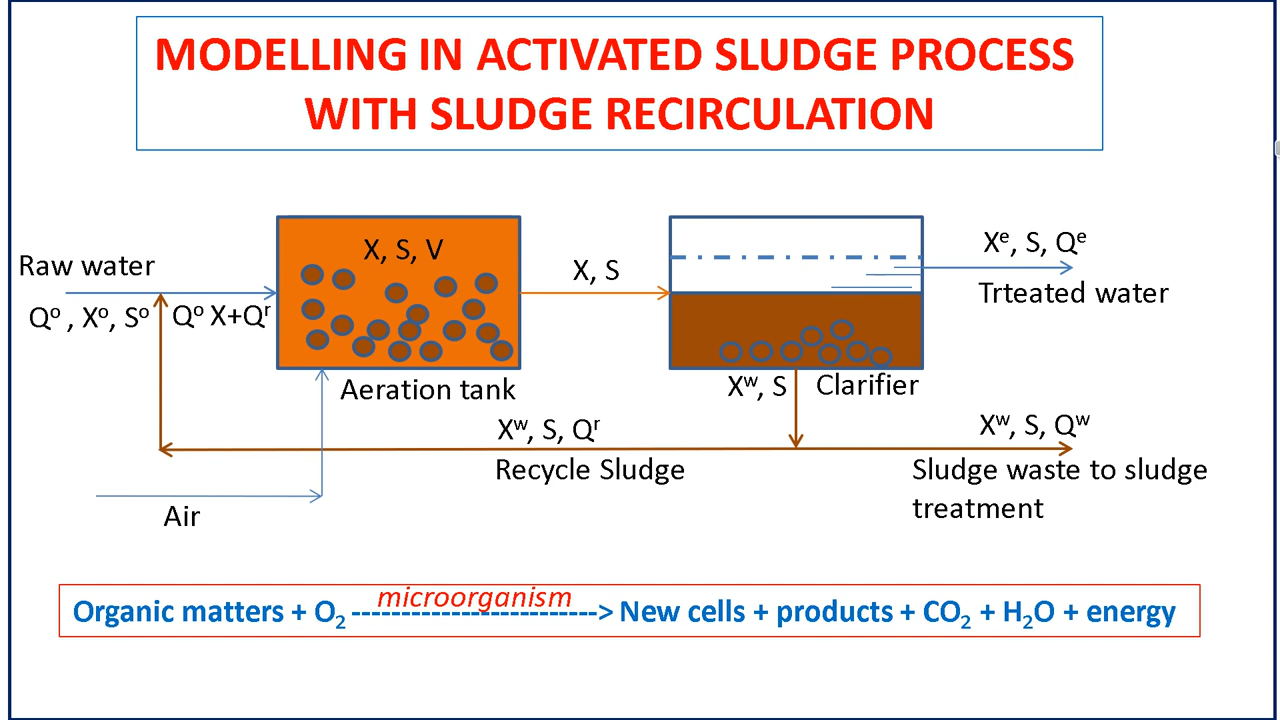 MODELLING IN ACTIVATED SLUDGE PROCESS
WITH SLUDGE RECIRCULATION
Raw water
Qᵒ , Xᵒ, Sᵒ
Qᵒ X+Qʳ
X, S, V
Aeration tank
X, S
Xᵉ, S, Qᵉ
Trteated water
Xʷ, S
Clarifier
Xʷ, S, Qʳ
Recycle Sludge
Xʷ, S, Qʷ
Sludge waste to sludge
treatment
Air
microorganism
Organic matters + O₂ ----------------------> New cells + products + CO₂ + H₂O + energy